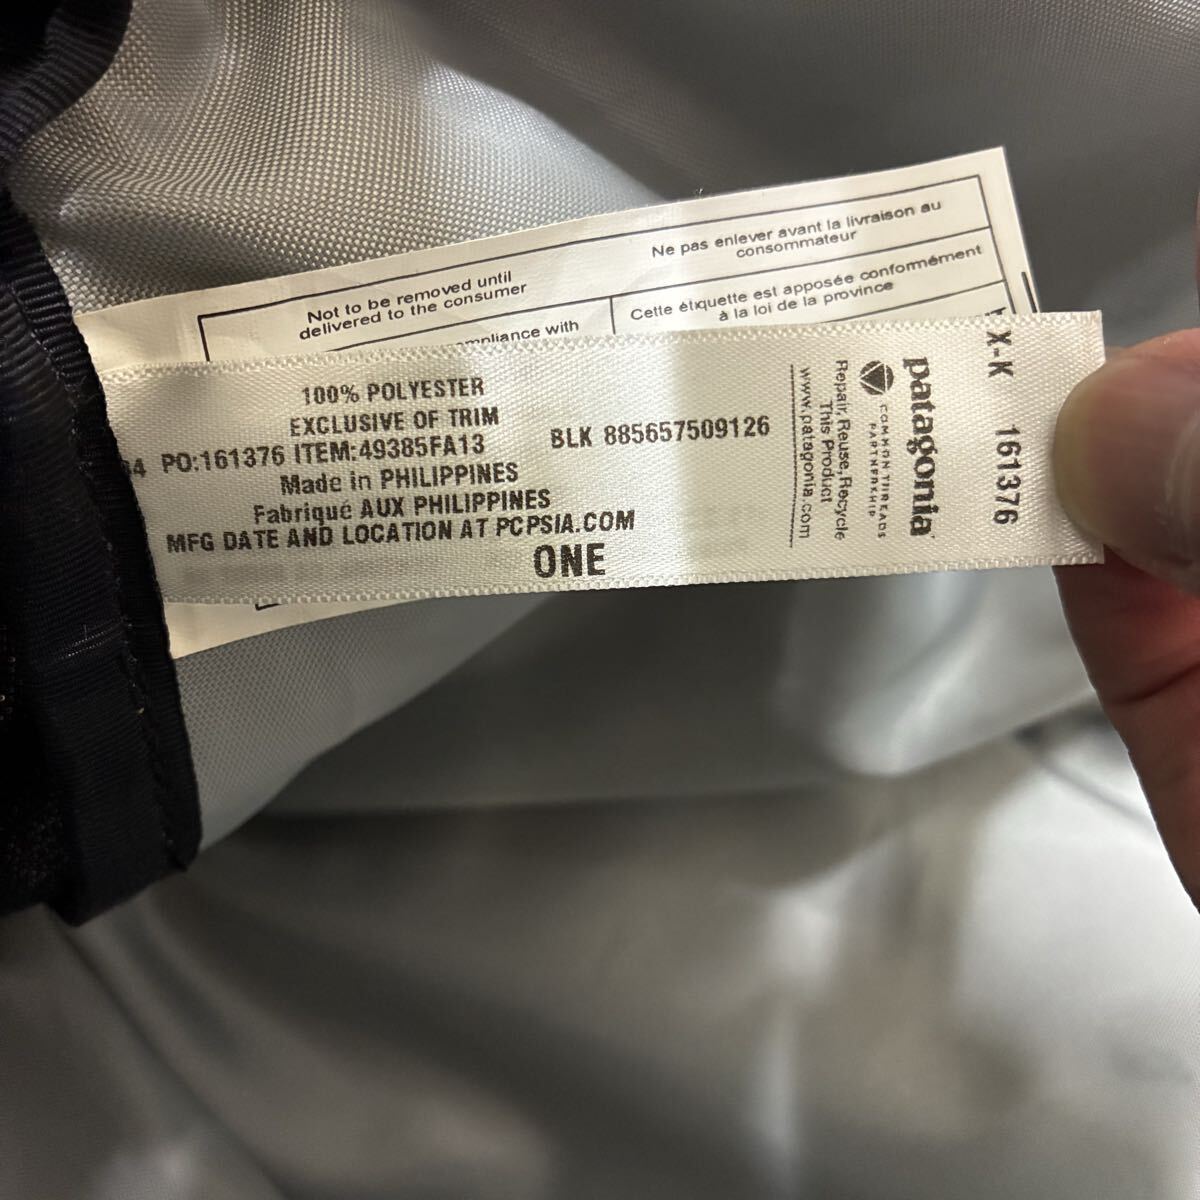 Not to be removed until
delivered to the consumer
Ne pas enlever avant la livraison au
consommateur
with
Cette étiquette est apposée conformément
à la loi de la province
100% POLYESTER
EXCLUSIVE OF TRIM
PO:161376 ITEM:49385FA13
BLK 885657509126
Made in PHILIPPINES
Fabriqué AUX PHILIPPINES
MFG DATE AND LOCATION AT PCPSIA.COM
ONE
patagonia
COMMON THREADS
PARTNERSHIP
Repair, Reuse, Recycle
This Product
www.patagonia.com
X-K 161376